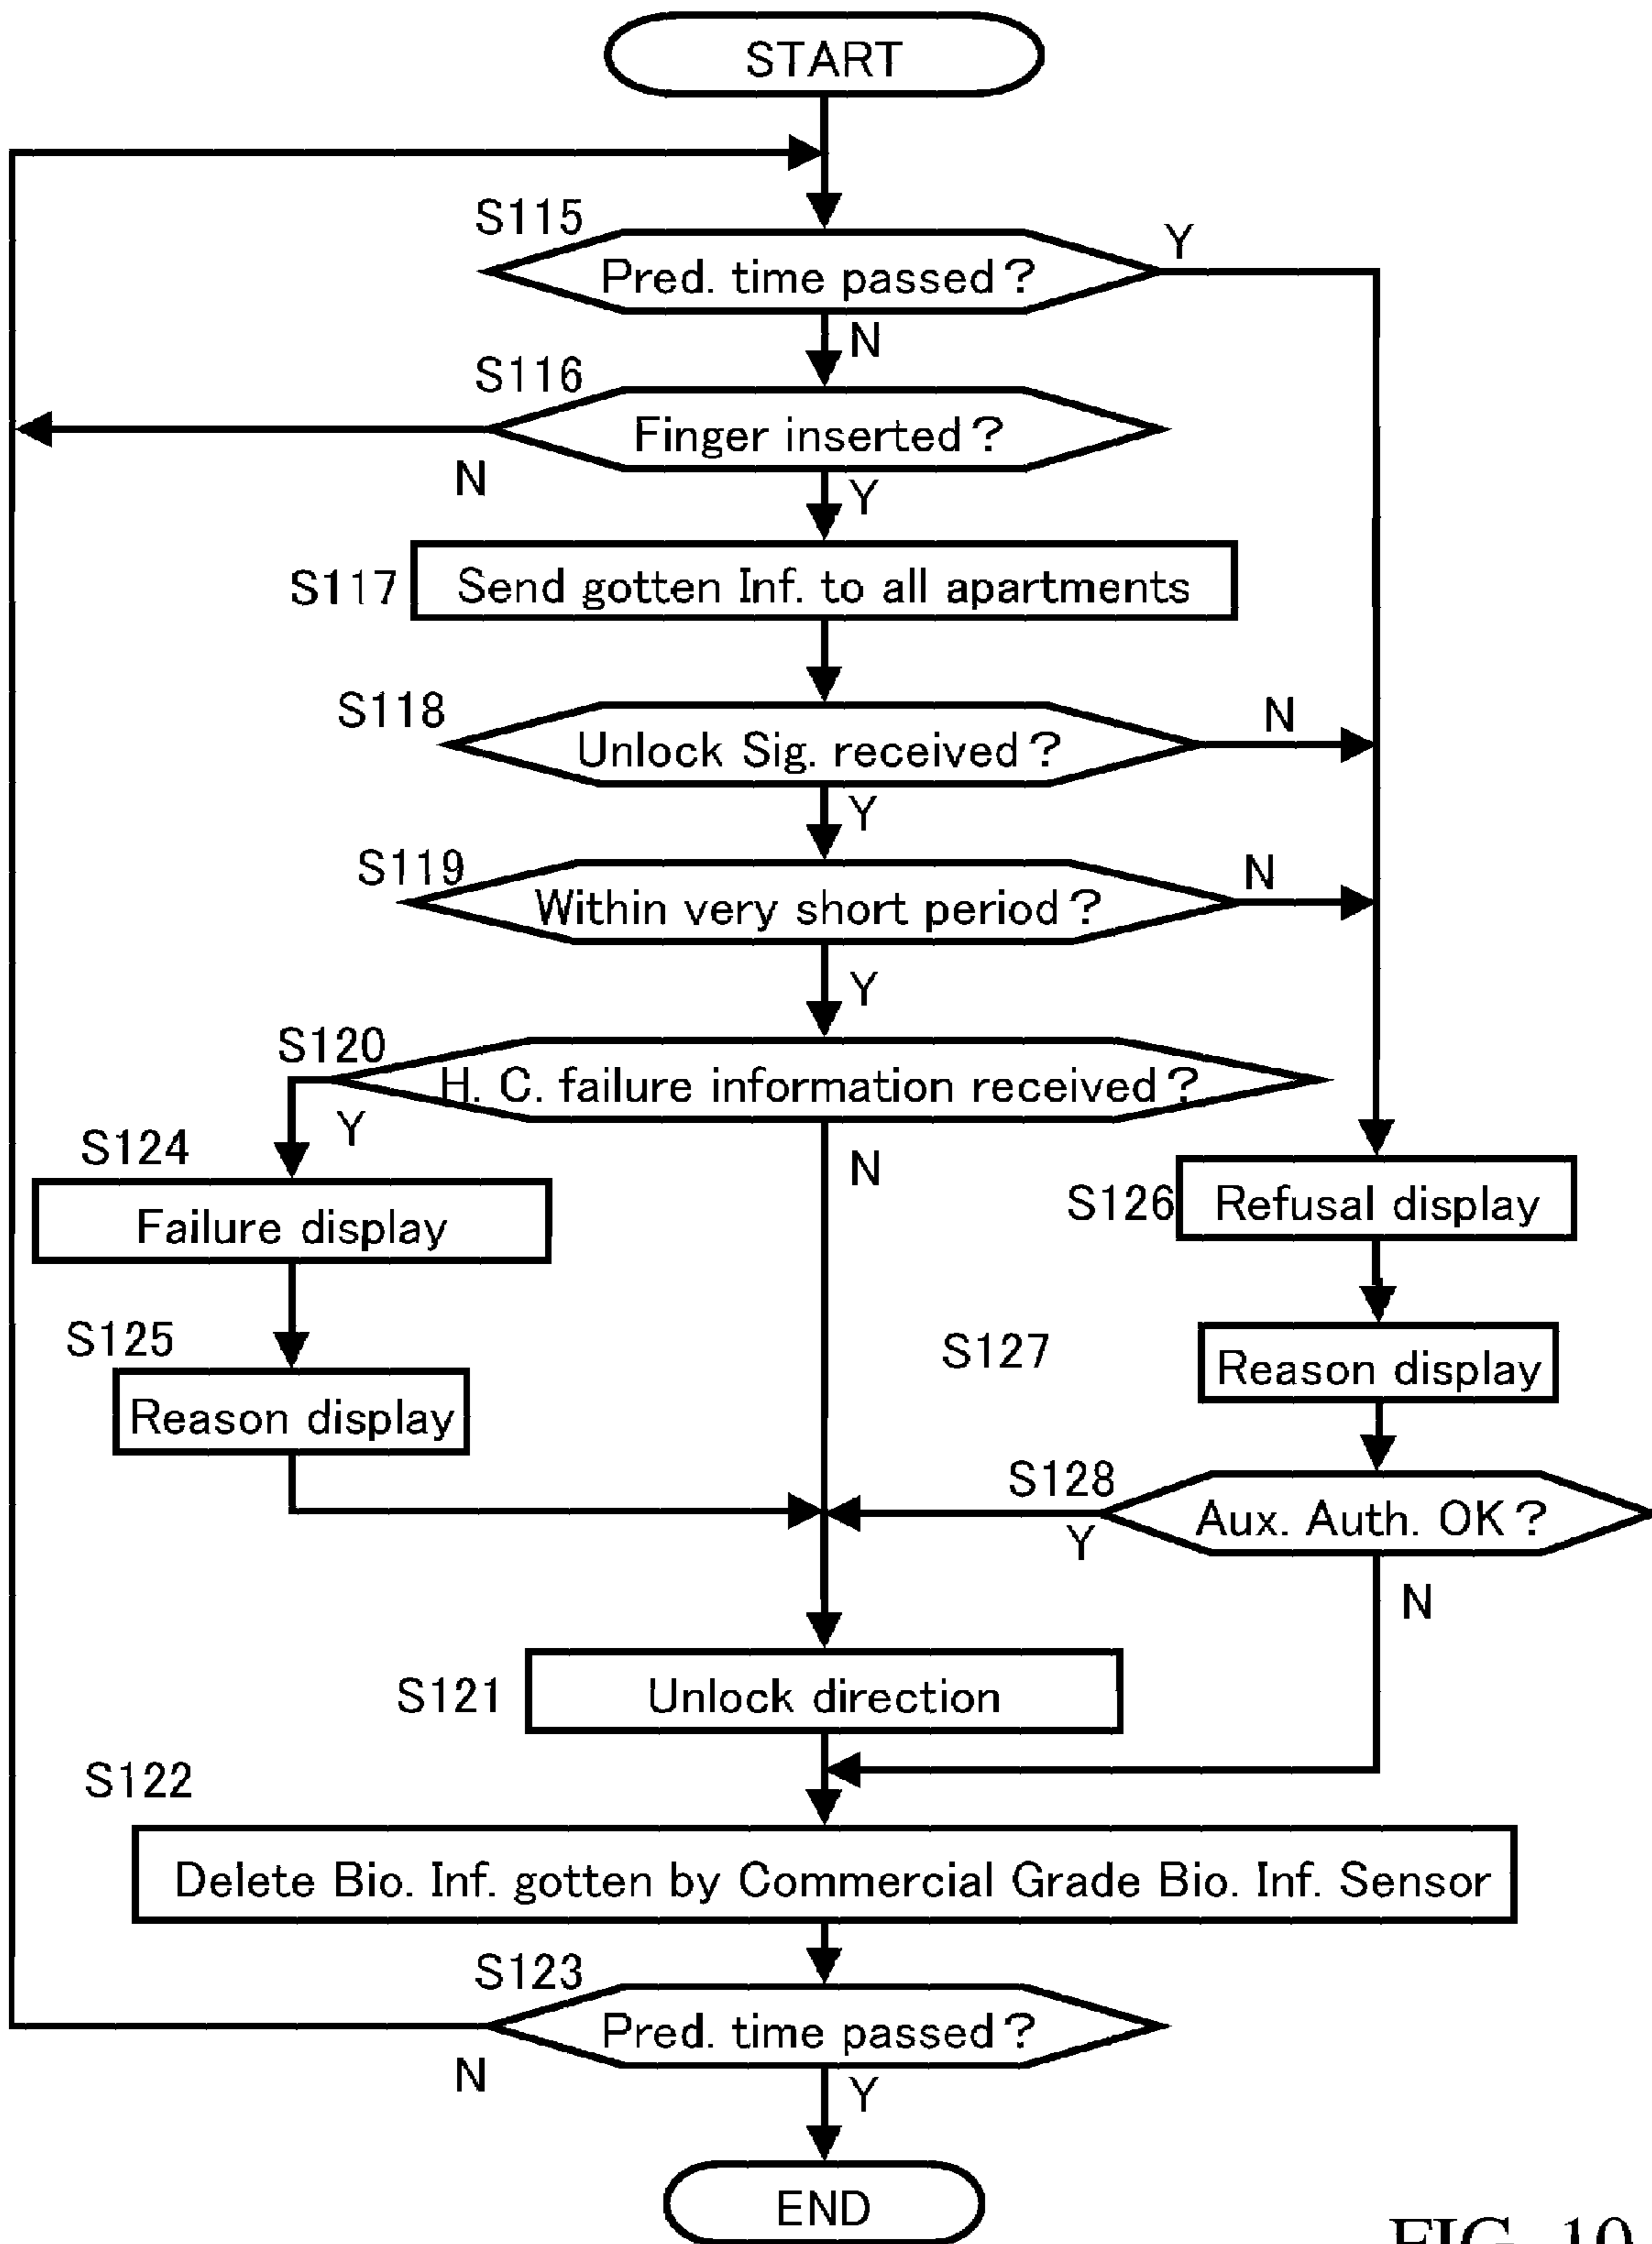 START
S115
Y
Pred. time passed?
N
S116
Finger inserted?
N
Y
S117
Send gotten Inf. to all apartments
S118
N
Unlock Sig. received?
Y
S119
N
Within very short period?
Y
S120
H. C. failure information received?
Y
N
S124
Failure display
S126
Refusal display
S125
Reason display
S127
Reason display
S128
Aux. Auth. OK?
Y
N
S121
Unlock direction
S122
Delete Bio. Inf. gotten by Commercial Grade Bio. Inf. Sensor
S123
Pred. time passed?
N
Y
END
FIG. 10